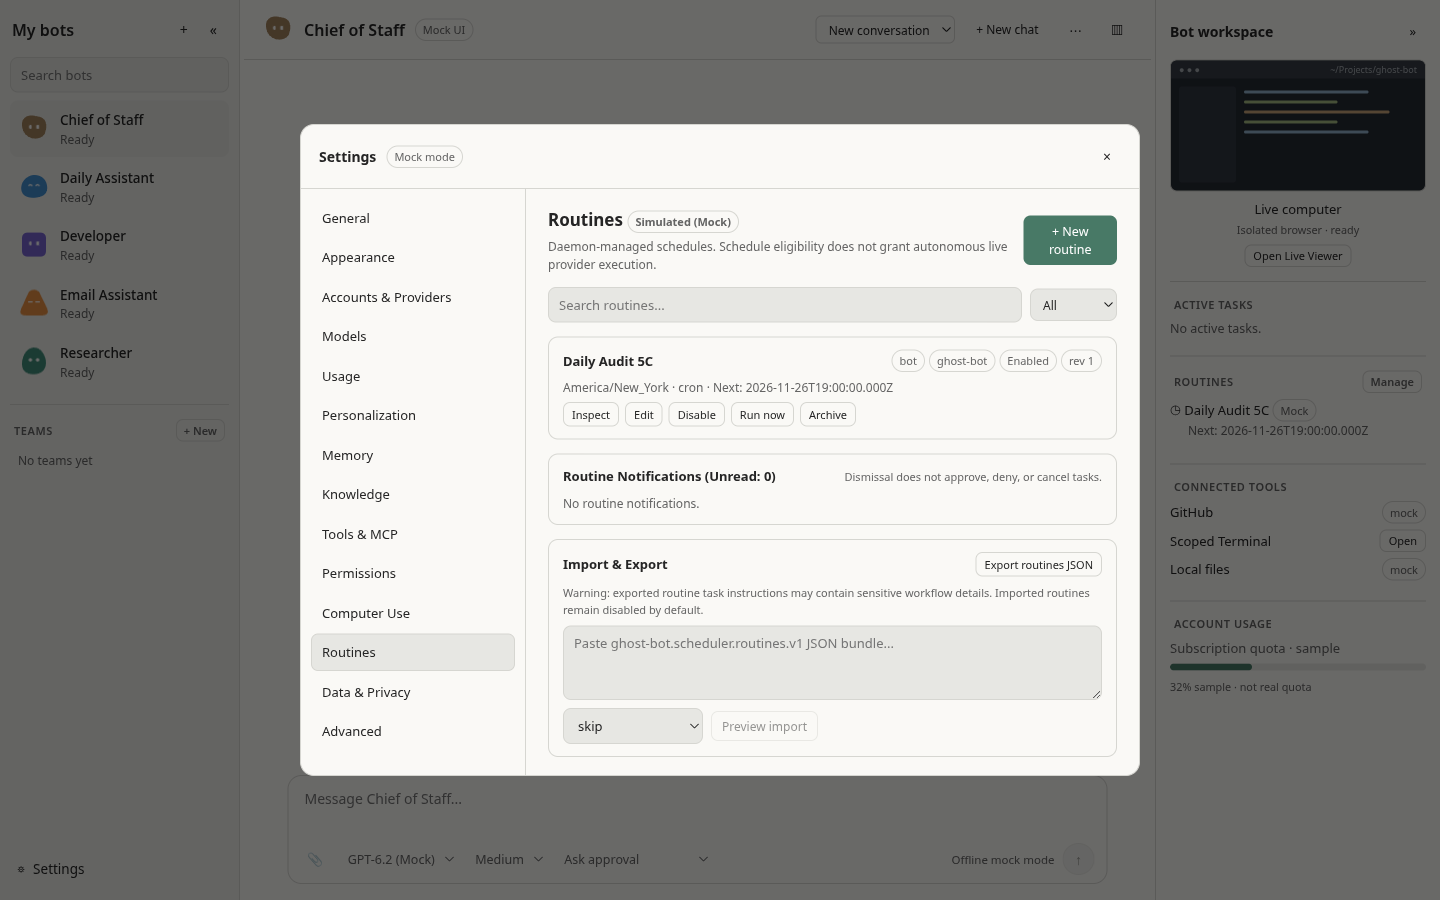 My bots
+
«
Search bots
Chief of Staff
Ready
Daily Assistant
Ready
Developer
Ready
Email Assistant
Ready
Researcher
Ready
TEAMS
+ New
No teams yet
Settings
Chief of Staff
Mock UI
New conversation
+ New chat
...
Settings
Mock mode
×
General
Appearance
Accounts & Providers
Models
Usage
Personalization
Memory
Knowledge
Tools & MCP
Permissions
Computer Use
Routines
Data & Privacy
Advanced
Routines
Simulated (Mock)
Daemon-managed schedules. Schedule eligibility does not grant autonomous live
provider execution.
+ New
routine
Search routines...
All
Daily Audit 5C
bot
ghost-bot
Enabled
rev 1
America/New_York · cron · Next: 2026-11-26T19:00:00.000Z
Inspect
Edit
Disable
Run now
Archive
Routine Notifications (Unread: 0)
Dismissal does not approve, deny, or cancel tasks.
No routine notifications.
Import & Export
Export routines JSON
Warning: exported routine task instructions may contain sensitive workflow details. Imported routines
remain disabled by default.
Paste ghost-bot.scheduler.routines.v1 JSON bundle...
skip
Preview import
Message Chief of Staff...
GPT-6.2 (Mock)
Medium
Ask approval
Offline mock mode
↑
Bot workspace
»
~/Projects/ghost-bot
Live computer
Isolated browser · ready
Open Live Viewer
ACTIVE TASKS
No active tasks.
ROUTINES
Manage
Daily Audit 5C
Mock
Next: 2026-11-26T19:00:00.000Z
CONNECTED TOOLS
GitHub
mock
Scoped Terminal
Open
Local files
mock
ACCOUNT USAGE
Subscription quota · sample
32% sample · not real quota